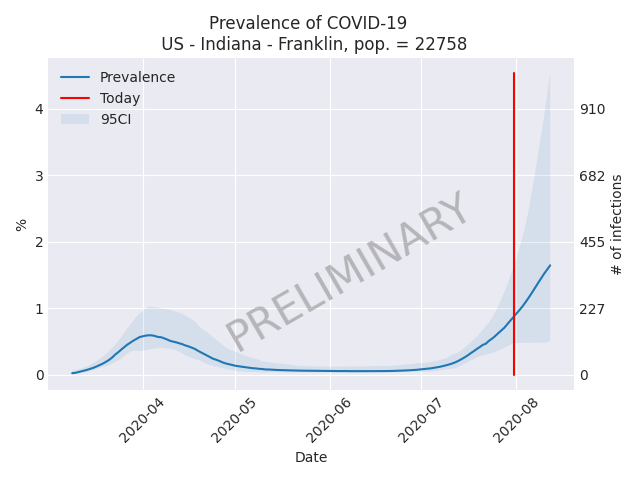 Prevalence of COVID-19
US - Indiana - Franklin, pop. = 22758
Prevalence
Today
95CI
%
4
3
2
1
0
910
682
455
227
0
# of infections
PRELIMINARY
2020-04
2020-05
2020-06
2020-07
2020-08
Date